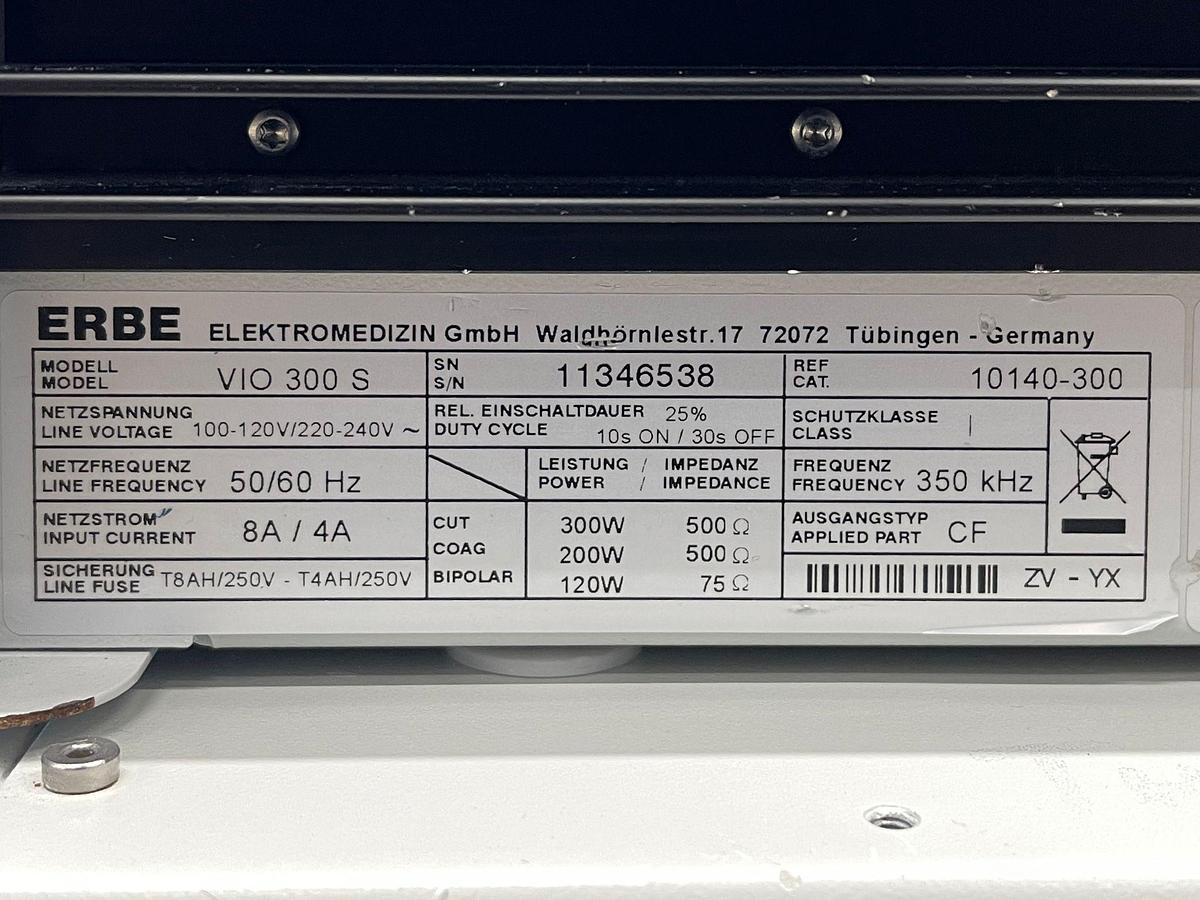 ERBE ELEKTROMEDIZIN GmbH Waldhörnlestr.17 72072 Tübingen - Germany
MODELL
MODEL VIO 300 S
SN
S/N 11346538
REF
CAT. 10140-300
NETZSPANNUNG
LINE VOLTAGE 100-120V/220-240V ~
REL. EINSCHALTDAUER 25%
DUTY CYCLE 10s ON / 30s OFF
SCHUTZKLASSE
CLASS I
NETZFREQUENZ
LINE FREQUENCY 50/60 Hz
LEISTUNG / IMPEDANZ
POWER / IMPEDANCE
FREQUENZ
FREQUENCY 350 kHz
NETZSTROM
INPUT CURRENT 8A / 4A
CUT 300W 500 Ω
COAG 200W 500 Ω
BIPOLAR 120W 75 Ω
AUSGANGSTYP
APPLIED PART CF
SICHERUNG
LINE FUSE T8AH/250V - T4AH/250V
ZV - YX